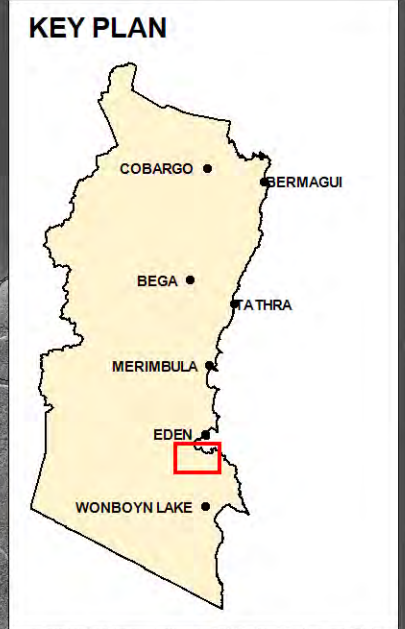 KEY PLAN
COBARGO
BERMAGUI
BEGA
TATHRA
MERIMBULA
EDEN
WONBOYN LAKE